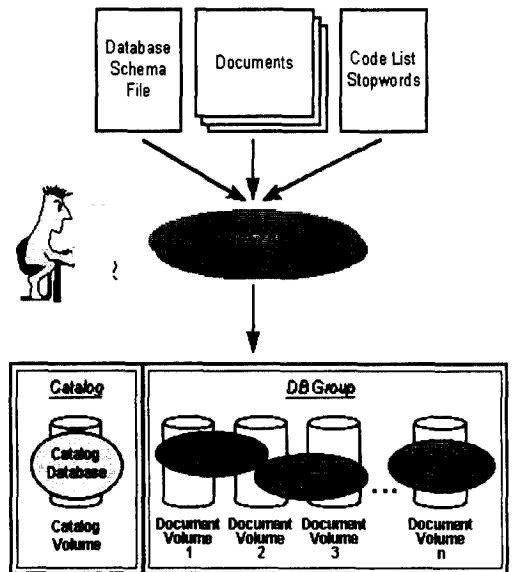 Database
Schema
File
Documents
Code List
Stopwords
Catalog
Catalog
Database
Catalog
Volume
DB Group
Document
Volume
1
Document
Volume
2
Document
Volume
3
...
Document
Volume
n